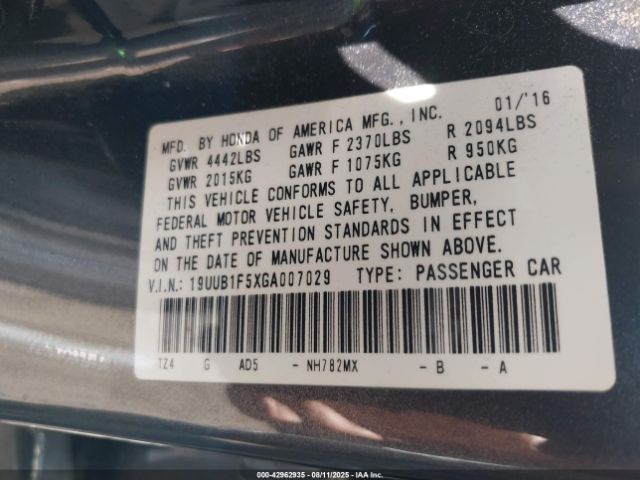 MFD. BY HONDA OF AMERICA MFG., INC. 01/'16
GVWR 4442LBS GAWR F 2370LBS R 2094LBS
GVWR 2015KG GAWR F 1075KG R 950KG
THIS VEHICLE CONFORMS TO ALL APPLICABLE
FEDERAL MOTOR VEHICLE SAFETY, BUMPER,
AND THEFT PREVENTION STANDARDS IN EFFECT
ON THE DATE OF MANUFACTURE SHOWN ABOVE.
V.I.N.: 19UUB1F5XGA007029 TYPE: PASSENGER CAR
TZ4 G AD5 - NH782MX - B - A
000-42962935 - 08/11/2025 - IAA Inc.